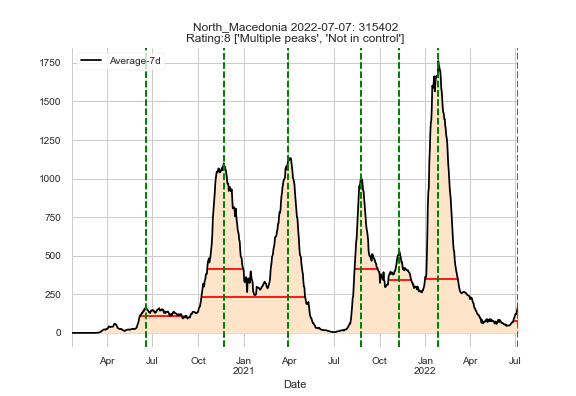 North_Macedonia 2022-07-07: 315402
Rating:8 ['Multiple peaks', 'Not in control']
Average-7d
1750
1500
1250
1000
750
500
250
0
Apr Jul Oct Jan Apr Jul Oct Jan Apr Jul
2021 2022
Date